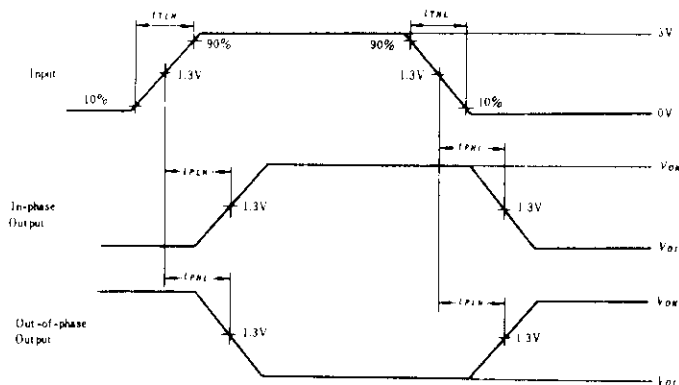 tTLH
tTHL
90%
90%
3V
Input
1.3V
1.3V
10%
10%
0V
tPLH
tPHL
VOH
In-phase
Output
1.3V
1.3V
VOL
tPHL
tPLH
VOH
Out-of-phase
Output
1.3V
1.3V
VOL